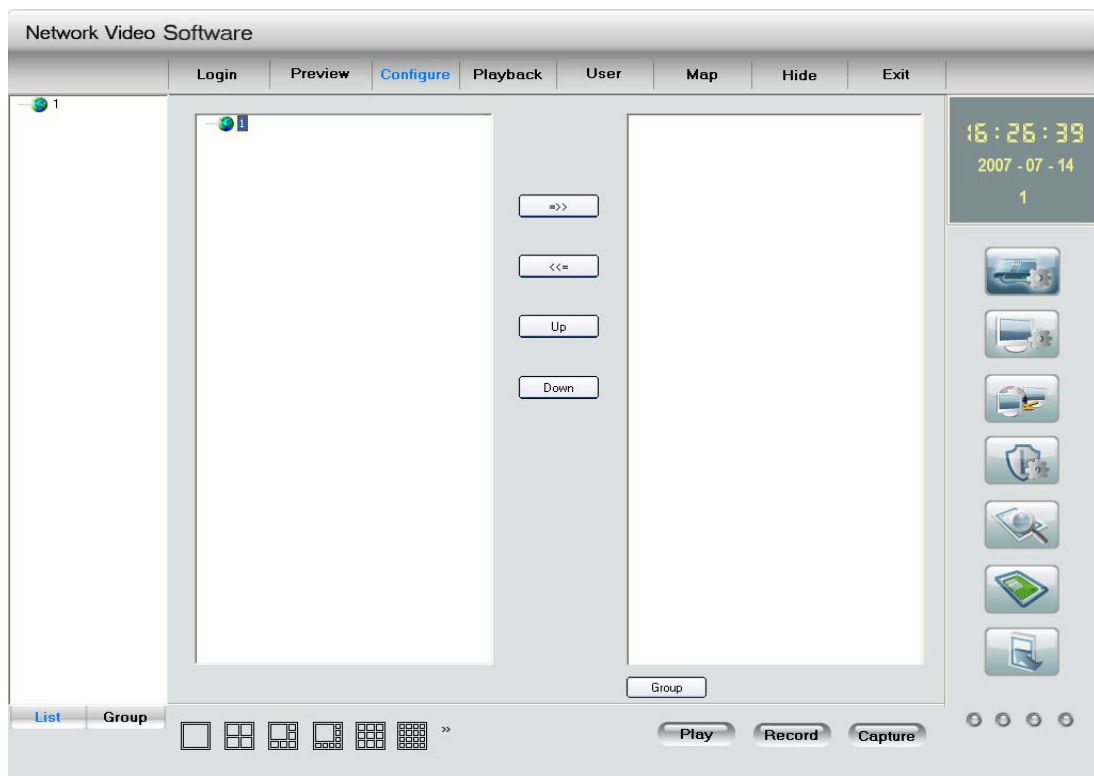 Network Video Software
Login Preview Configure Playback User Map Hide Exit
1
1
16:26:39
2007 - 07 - 14
1
=>>
<<=
Up
Down
Group
List Group
»
Play Record Capture